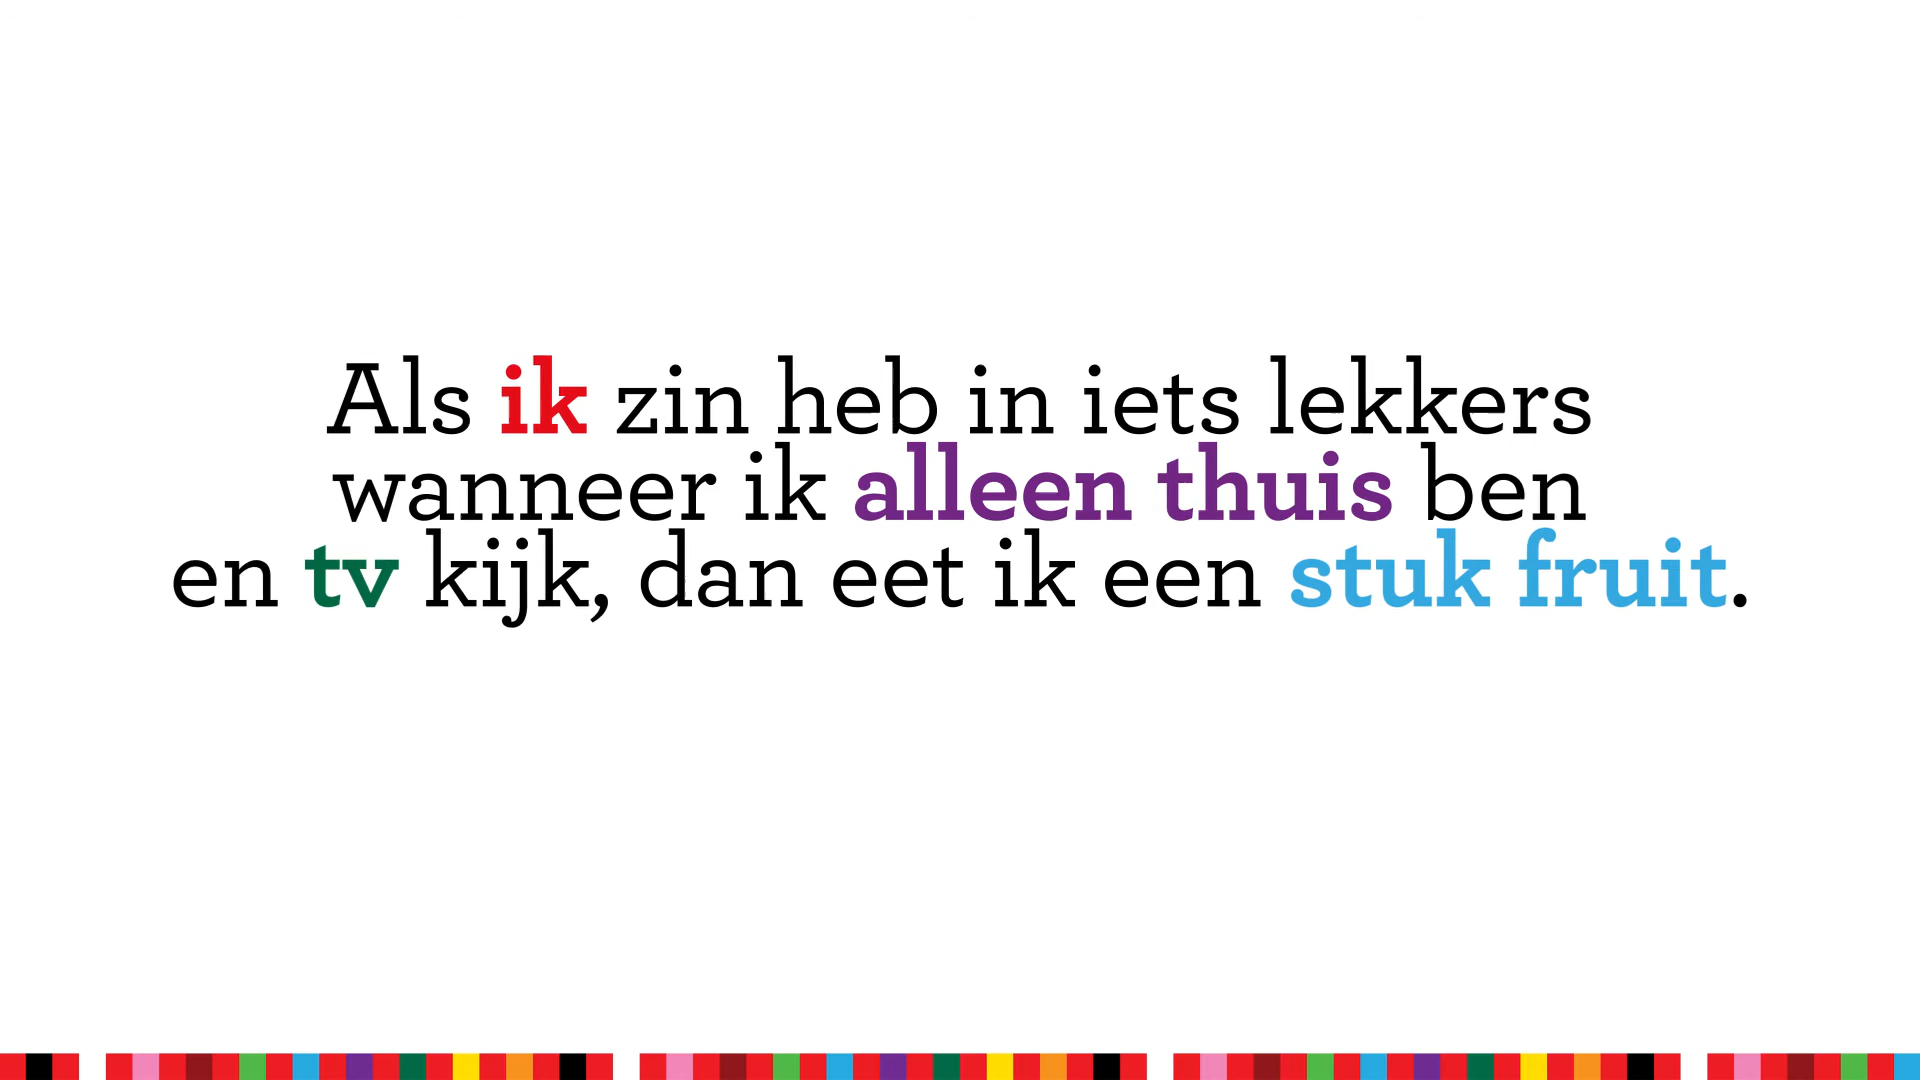 Als ik zin heb in iets lekkers
wanneer ik alleen thuis ben
en tv kijk, dan eet ik een stuk fruit.